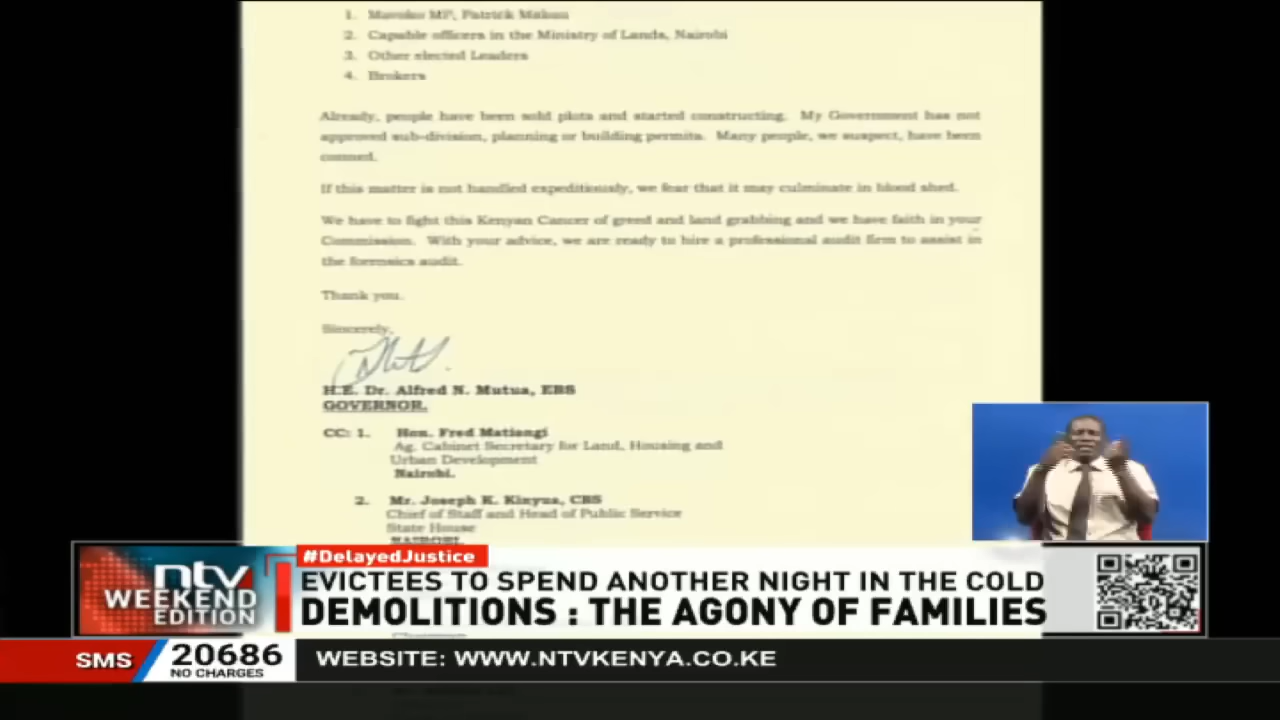 1. Mavoko MP, Patrick Makau
2. Capable officers in the Ministry of Lands, Nairobi
3. Other elected Leaders
4. Brokers
Already, people have been sold plots and started constructing. My Government has not
approved sub-division, planning or building permits. Many people, we suspect, have been
conned.
If this matter is not handled expeditiously, we fear that it may culminate in blood shed.
We have to fight this Kenyan Cancer of greed and land grabbing and we have faith in your
Commission. With your advice, we are ready to hire a professional audit firm to assist in
the forensics audit.
Thank you.
Sincerely,
H.E. Dr. Alfred N. Mutua, EBS
GOVERNOR.
CC: 1. Hon. Fred Matiangi
Ag. Cabinet Secretary for Land, Housing and
Urban Development
Nairobi.
2. Mr. Joseph K. Kinyua, CBS
Chief of Staff and Head of Public Service
State House
NAIROBI.
#DelayedJustice
EVICTEES TO SPEND ANOTHER NIGHT IN THE COLD
DEMOLITIONS : THE AGONY OF FAMILIES
ntv
WEEKEND
EDITION
SMS 20686
NO CHARGES
WEBSITE: WWW.NTVKENYA.CO.KE